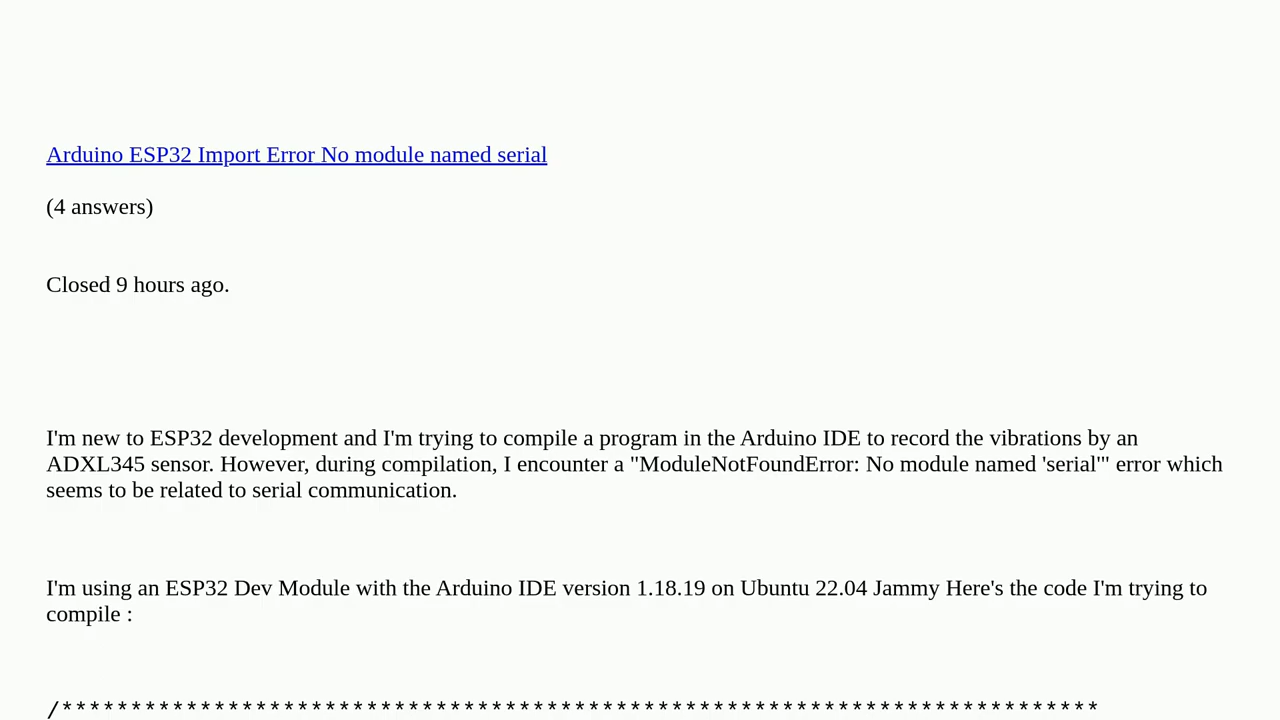 Arduino ESP32 Import Error No module named serial
(4 answers)
Closed 9 hours ago.
I'm new to ESP32 development and I'm trying to compile a program in the Arduino IDE to record the vibrations by an
ADXL345 sensor. However, during compilation, I encounter a "ModuleNotFoundError: No module named 'serial'" error which
seems to be related to serial communication.
I'm using an ESP32 Dev Module with the Arduino IDE version 1.18.19 on Ubuntu 22.04 Jammy Here's the code I'm trying to
compile :
/***************************************************************************